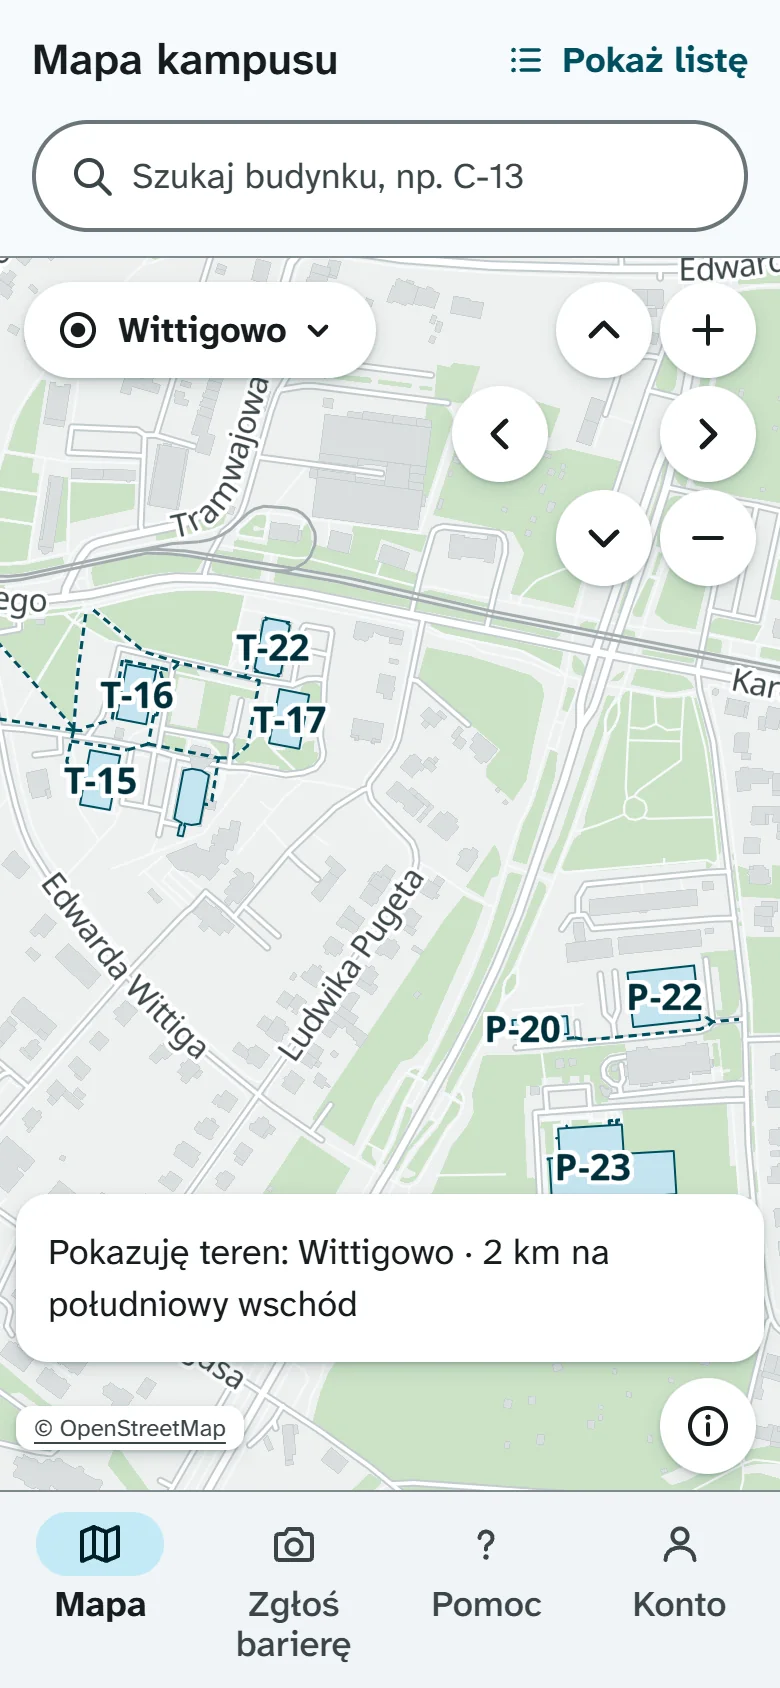 Mapa kampusu
Pokaż listę
Szukaj budynku, np. C-13
Edward
Wittigowo
Tramwajowa
ego
T-22
T-16
T-17
Kar
T-15
Edwarda Wittiga
Ludwika Pugeta
P-22
P-20
P-23
Pokazuję teren: Wittigowo · 2 km na
południowy wschód
© OpenStreetMap
Mapa
Zgłoś
barierę
Pomoc
Konto